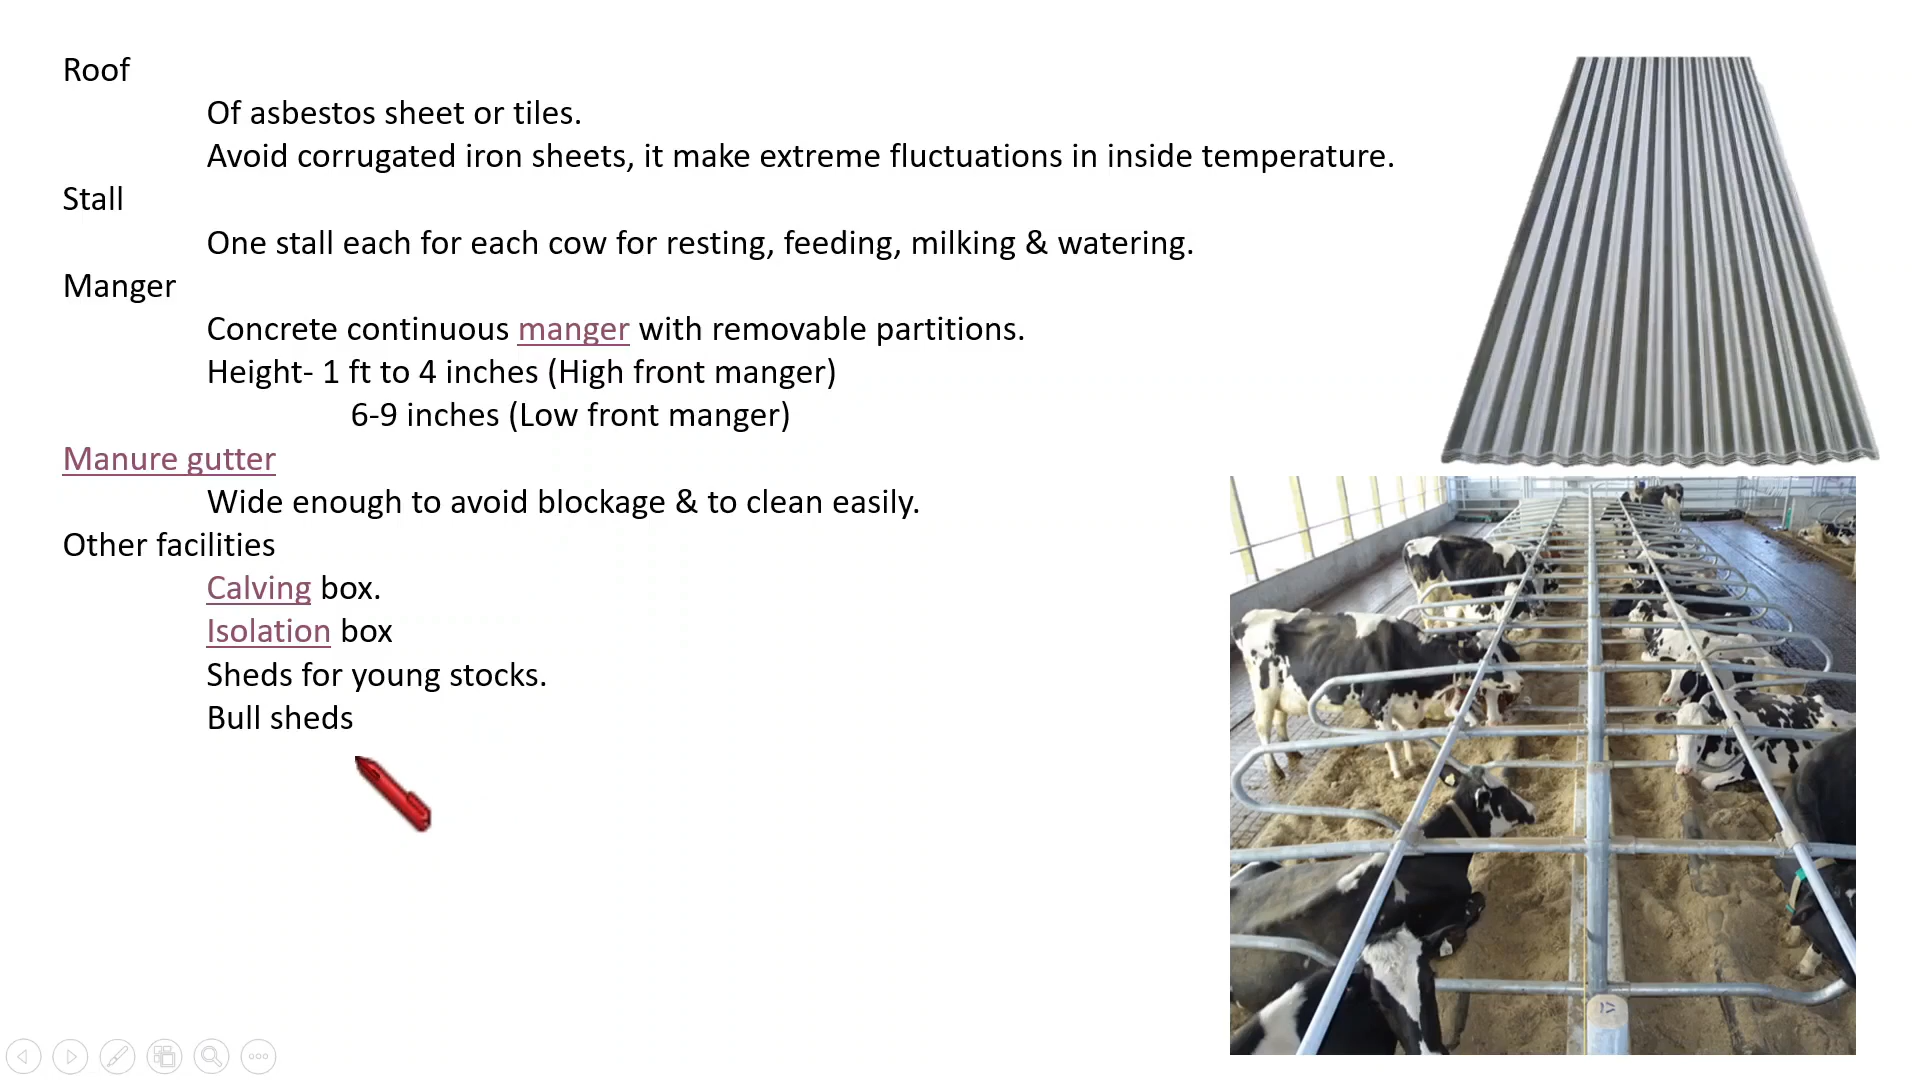 Roof
Of asbestos sheet or tiles.
Avoid corrugated iron sheets, it make extreme fluctuations in inside temperature.
Stall
One stall each for each cow for resting, feeding, milking & watering.
Manger
Concrete continuous manger with removable partitions.
Height- 1 ft to 4 inches (High front manger)
6-9 inches (Low front manger)
Manure gutter
Wide enough to avoid blockage & to clean easily.
Other facilities
Calving box.
Isolation box
Sheds for young stocks.
Bull sheds